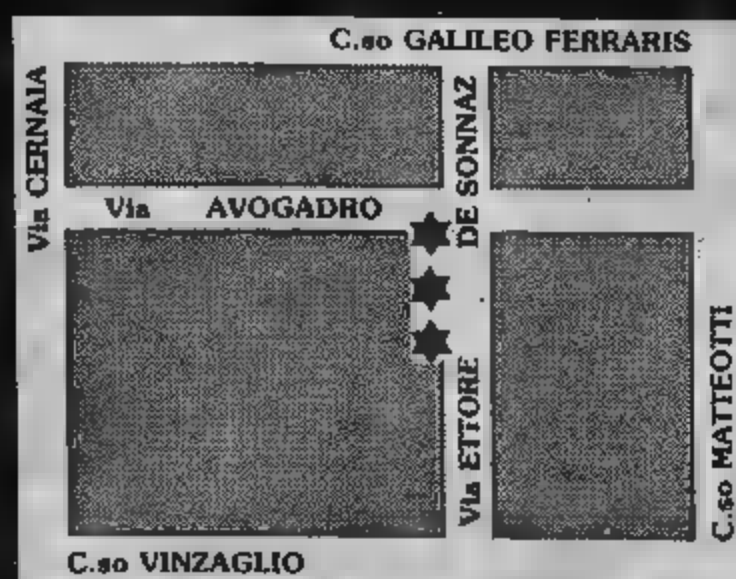 C.so GALILEO FERRARIS
Via CERNAIA
Via AVOGADRO
Via ETTORE DE SONNAZ
C.so MATTEOTTI
C.so VINZAGLIO